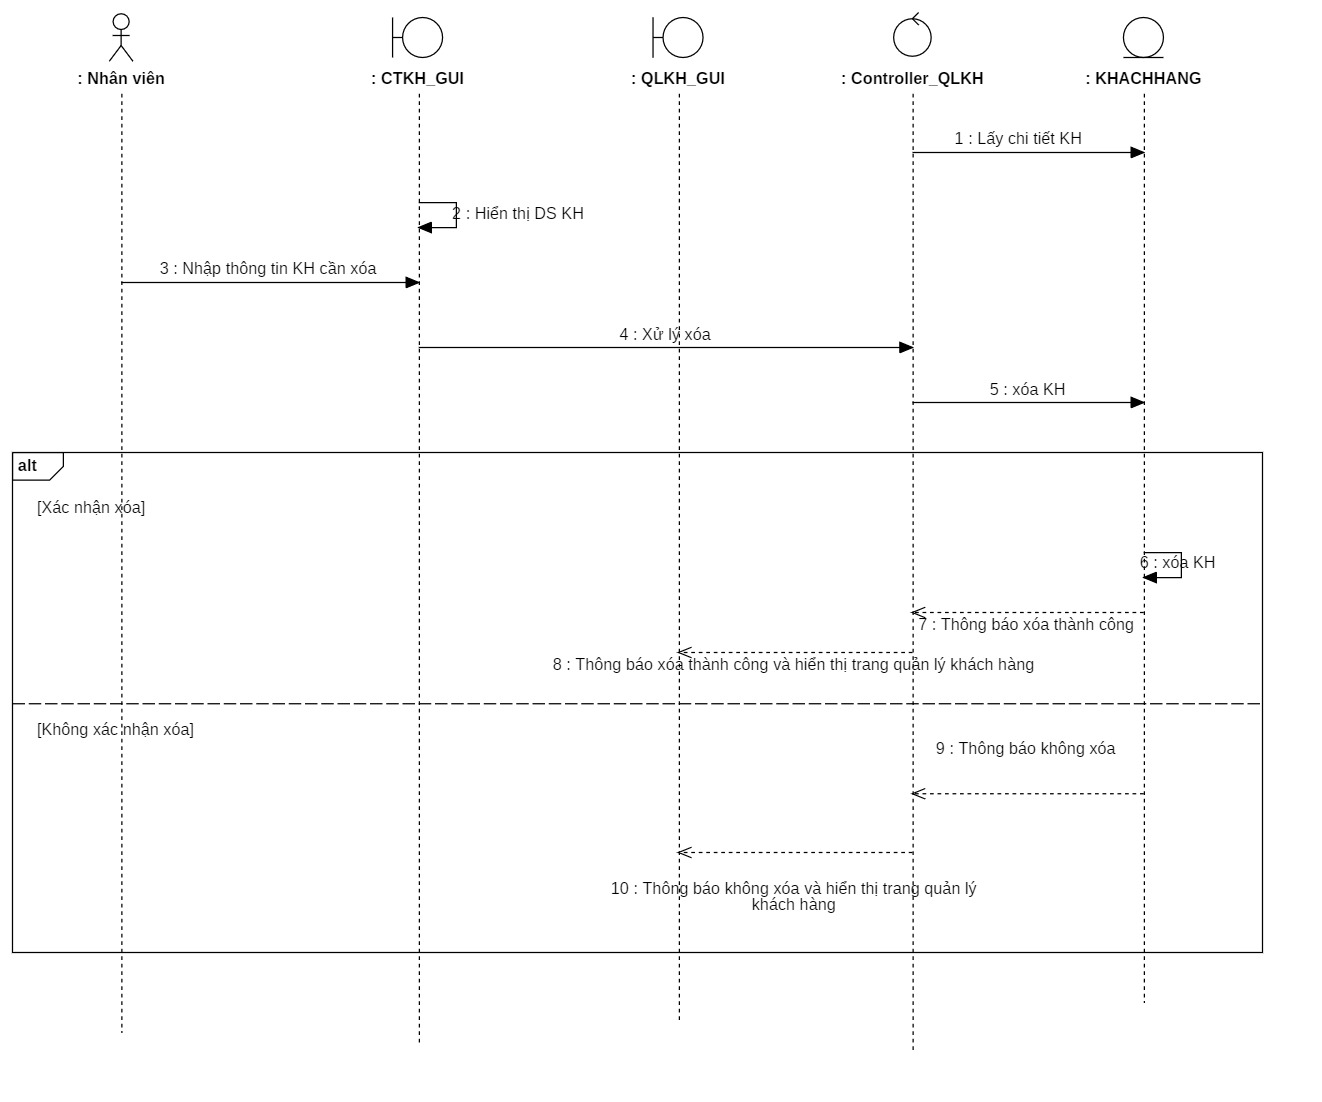 : Nhân viên
: CTKH_GUI
: QLKH_GUI
: Controller_QLKH
: KHACHHANG
1 : Lấy chi tiết KH
2 : Hiển thị DS KH
3 : Nhập thông tin KH cần xóa
4 : Xử lý xóa
5 : xóa KH
alt
[Xác nhận xóa]
6 : xóa KH
7 : Thông báo xóa thành công
8 : Thông báo xóa thành công và hiển thị trang quản lý khách hàng
[Không xác nhận xóa]
9 : Thông báo không xóa
10 : Thông báo không xóa và hiển thị trang quản lý
khách hàng